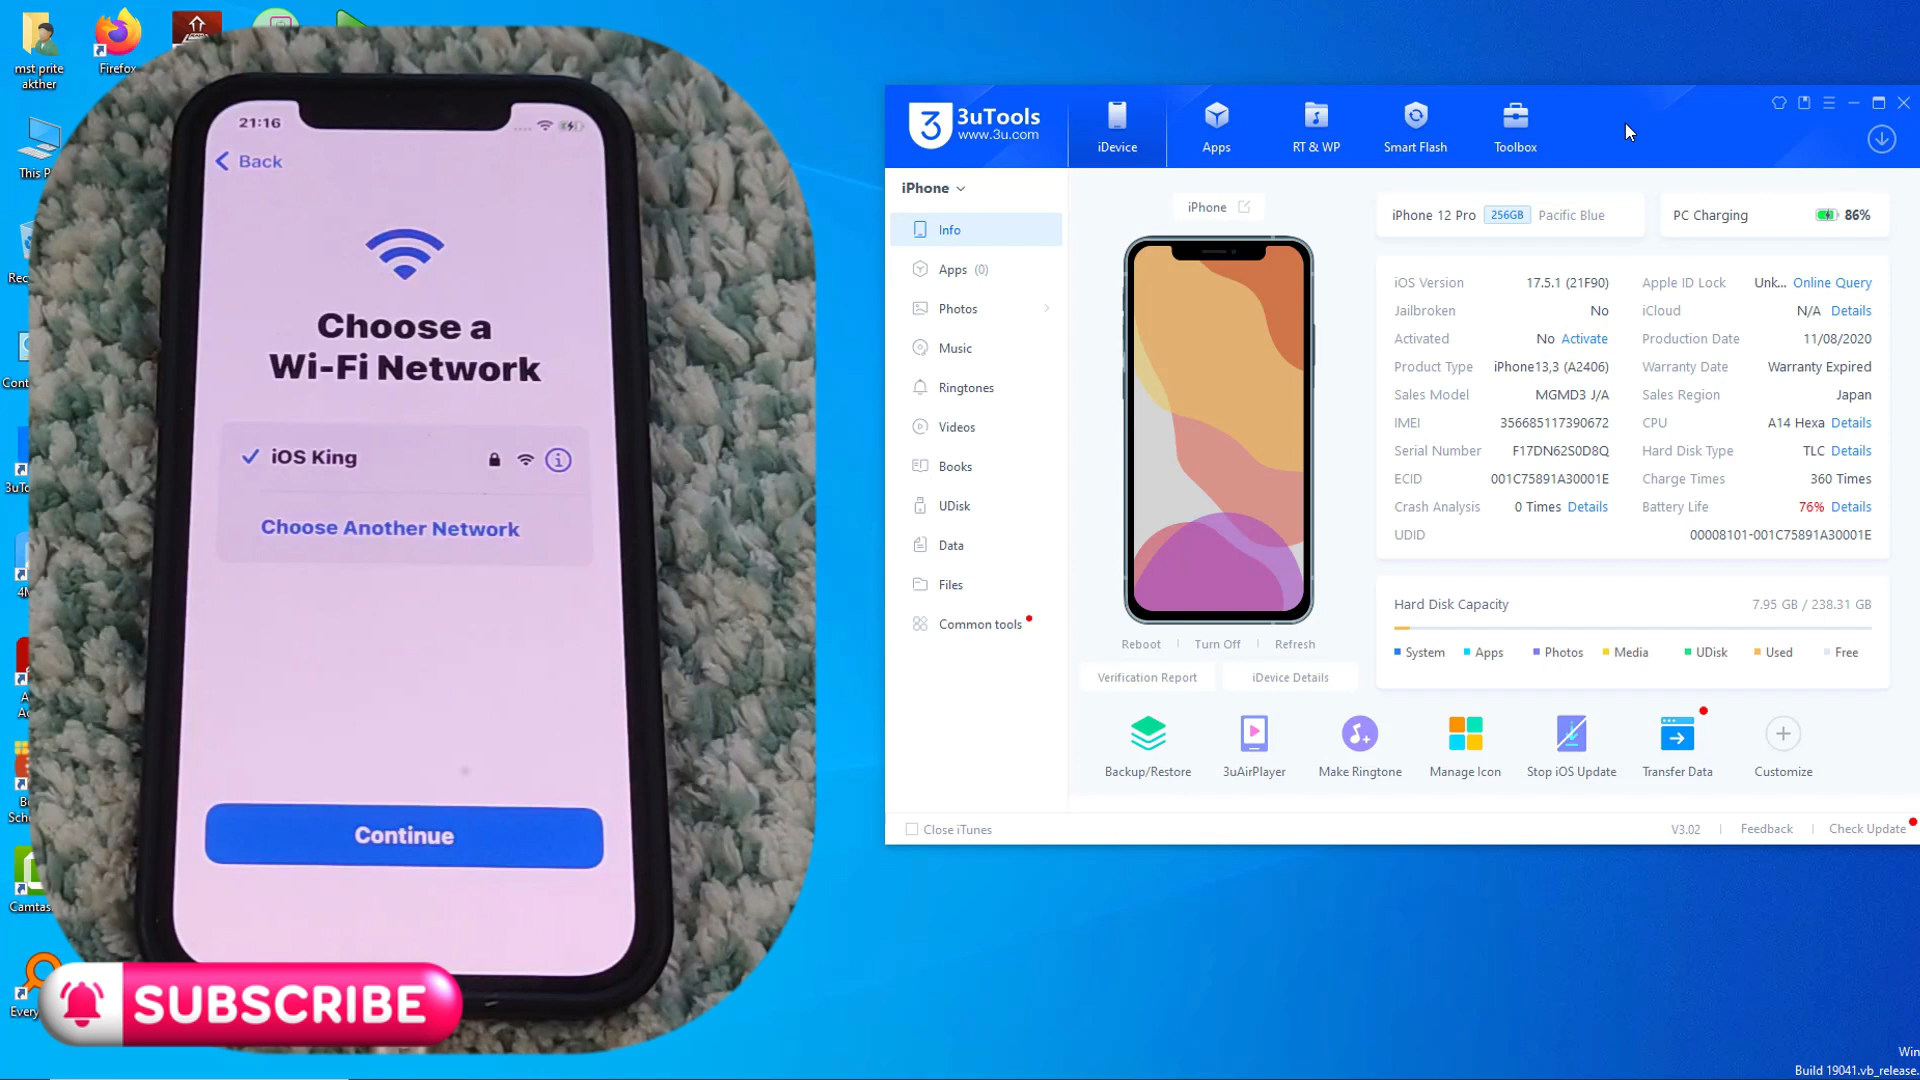 mst prite
akther
Firefox
21:16
Back
Choose a
Wi-Fi Network
iOS King
Choose Another Network
Continue
SUBSCRIBE
3uTools
www.3u.com
iDevice
Apps
RT & WP
Smart Flash
Toolbox
iPhone
Info
Apps (0)
Photos
Music
Ringtones
Videos
Books
UDisk
Data
Files
Common tools
iPhone
Reboot
Turn Off
Refresh
Verification Report
iDevice Details
iPhone 12 Pro 256GB Pacific Blue
PC Charging 86%
iOS Version 17.5.1 (21F90) Apple ID Lock Unk... Online Query
Jailbroken No iCloud N/A Details
Activated No Activate Production Date 11/08/2020
Product Type iPhone13,3 (A2406) Warranty Date Warranty Expired
Sales Model MGMD3 J/A Sales Region Japan
IMEI 356685117390672 CPU A14 Hexa Details
Serial Number F17DN62S0D8Q Hard Disk Type TLC Details
ECID 001C75891A30001E Charge Times 360 Times
Crash Analysis 0 Times Details Battery Life 76% Details
UDID 00008101-001C75891A30001E
Hard Disk Capacity 7.95 GB / 238.31 GB
System Apps Photos Media UDisk Used Free
Backup/Restore
3uAirPlayer
Make Ringtone
Manage Icon
Stop iOS Update
Transfer Data
Customize
Close iTunes
V3.02
Feedback
Check Update
This P
Rec
Cont
3uTo
4M
A
Bo
Sch
Camtas
Every
Win
Build 19041.vb_release.